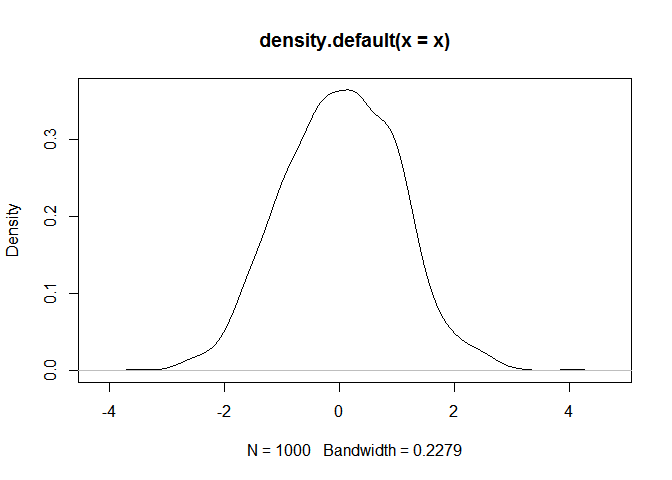 density.default(x = x)
Density
0.3
0.2
0.1
0.0
-4 -2 0 2 4
N = 1000 Bandwidth = 0.2279